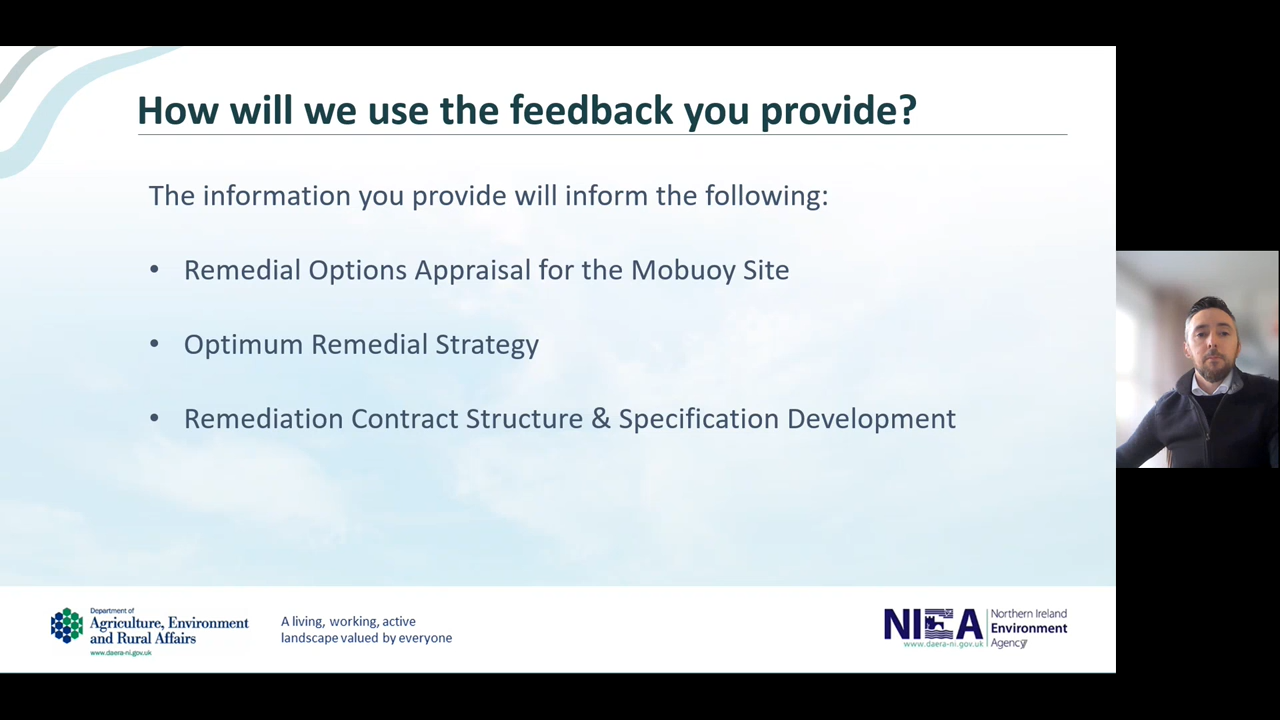 How will we use the feedback you provide?
The information you provide will inform the following:
• Remedial Options Appraisal for the Mobuoy Site
• Optimum Remedial Strategy
• Remediation Contract Structure & Specification Development
Department of
Agriculture, Environment
and Rural Affairs
www.daera-ni.gov.uk
A living, working, active
landscape valued by everyone
NIEA
www.daera-ni.gov.uk
Northern Ireland
Environment
Agency